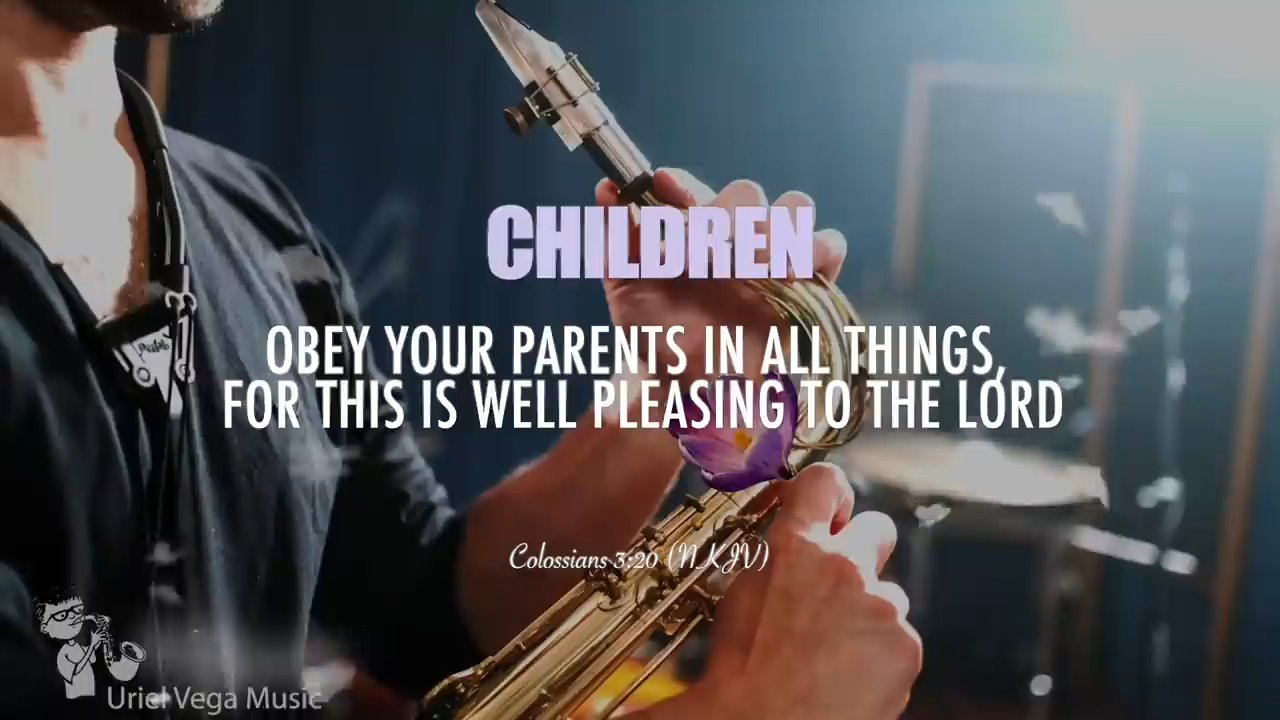 CHILDREN
OBEY YOUR PARENTS IN ALL THINGS,
FOR THIS IS WELL PLEASING TO THE LORD
Colossians 3:20 (NKJV)
Uriel Vega Music